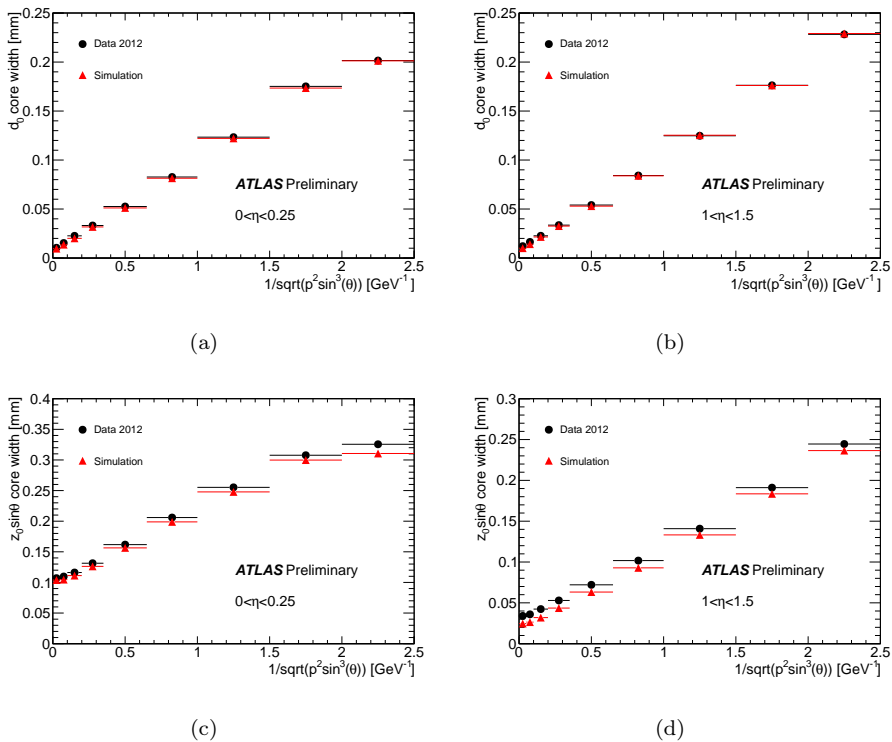 d₀ core width [mm]
0.25
0.2
0.15
0.1
0.05
0
Data 2012
Simulation
ATLAS Preliminary
0<η<0.25
0 0.5 1 1.5 2 2.5
1/sqrt(p²sin³(θ)) [GeV⁻¹]
(a)
d₀ core width [mm]
0.25
0.2
0.15
0.1
0.05
0
Data 2012
Simulation
ATLAS Preliminary
1<η<1.5
0 0.5 1 1.5 2 2.5
1/sqrt(p²sin³(θ)) [GeV⁻¹]
(b)
z₀sinθ core width [mm]
0.4
0.35
0.3
0.25
0.2
0.15
0.1
0.05
0
Data 2012
Simulation
ATLAS Preliminary
0<η<0.25
0 0.5 1 1.5 2 2.5
1/sqrt(p²sin³(θ)) [GeV⁻¹]
(c)
z₀sinθ core width [mm]
0.3
0.25
0.2
0.15
0.1
0.05
0
Data 2012
Simulation
ATLAS Preliminary
1<η<1.5
0 0.5 1 1.5 2 2.5
1/sqrt(p²sin³(θ)) [GeV⁻¹]
(d)